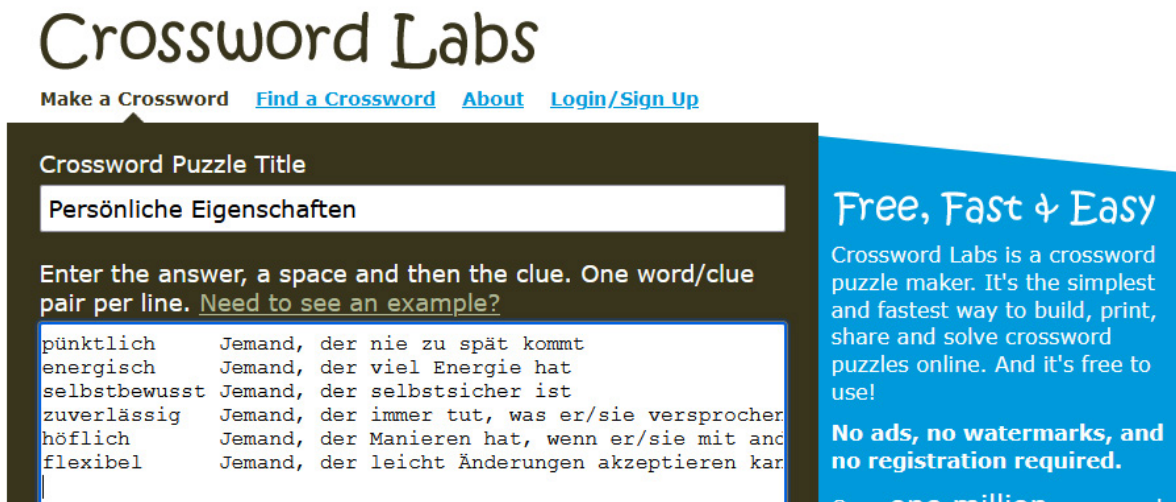 Crossword Labs
Make a Crossword Find a Crossword About Login/Sign Up
Crossword Puzzle Title
Persönliche Eigenschaften
Enter the answer, a space and then the clue. One word/clue
pair per line. Need to see an example?
pünktlich Jemand, der nie zu spät kommt
energisch Jemand, der viel Energie hat
selbstbewusst Jemand, der selbstsicher ist
zuverlässig Jemand, der immer tut, was er/sie versprochen
höflich Jemand, der Manieren hat, wenn er/sie mit and
flexibel Jemand, der leicht Änderungen akzeptieren kan
Free, Fast & Easy
Crossword Labs is a crossword
puzzle maker. It's the simplest
and fastest way to build, print,
share and solve crossword
puzzles online. And it's free to
use!
No ads, no watermarks, and
no registration required.
one million